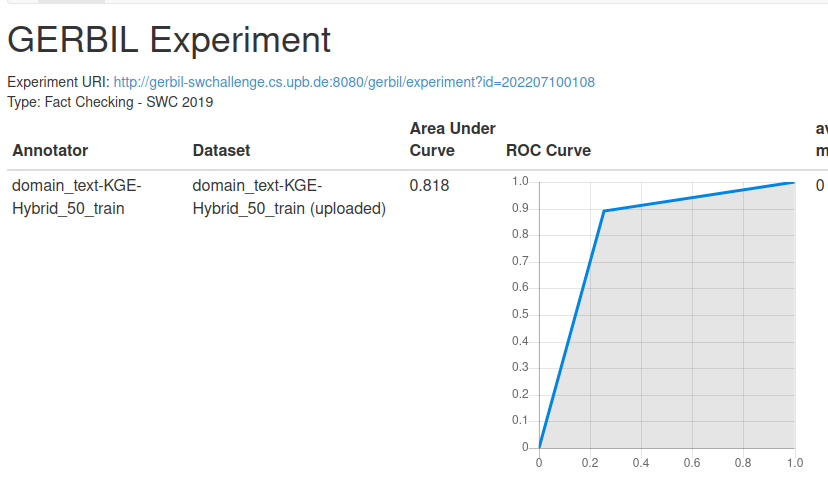 GERBIL Experiment
Experiment URI: http://gerbil-swchallenge.cs.upb.de:8080/gerbil/experiment?id=202207100108
Type: Fact Checking - SWC 2019
Annotator Dataset Area Under Curve ROC Curve
domain_text-KGE-Hybrid_50_train domain_text-KGE-Hybrid_50_train (uploaded) 0.818 0
1.0
0.9
0.8
0.7
0.6
0.5
0.4
0.3
0.2
0.1
0
0 0.2 0.4 0.6 0.8 1.0